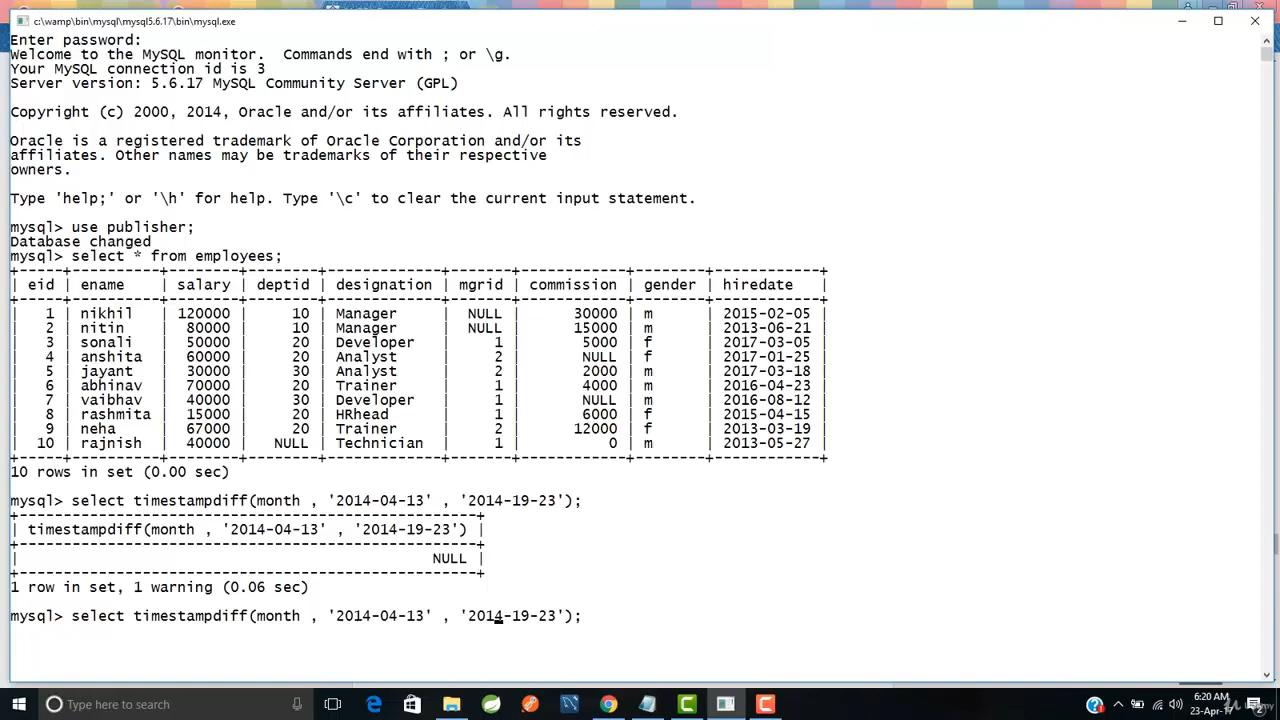 c:\wamp\bin\mysql\mysql5.6.17\bin\mysql.exe
Enter password:
Welcome to the MySQL monitor.  Commands end with ; or \g.
Your MySQL connection id is 3
Server version: 5.6.17 MySQL Community Server (GPL)
Copyright (c) 2000, 2014, Oracle and/or its affiliates. All rights reserved.
Oracle is a registered trademark of Oracle Corporation and/or its
affiliates. Other names may be trademarks of their respective
owners.
Type 'help;' or '\h' for help. Type '\c' to clear the current input statement.
mysql> use publisher;
Database changed
mysql> select * from employees;
+-----+----------+--------+--------+-------------+-------+------------+--------+------------+
| eid | ename    | salary | deptid | designation | mgrid | commission | gender | hiredate   |
+-----+----------+--------+--------+-------------+-------+------------+--------+------------+
|   1 | nikhil   | 120000 |     10 | Manager     |  NULL |      30000 | m      | 2015-02-05 |
|   2 | nitin    |  80000 |     10 | Manager     |  NULL |      15000 | m      | 2013-06-21 |
|   3 | sonali   |  50000 |     20 | Developer   |     1 |       5000 | f      | 2017-03-05 |
|   4 | anshita  |  60000 |     20 | Analyst     |     2 |       NULL | f      | 2017-01-25 |
|   5 | jayant   |  30000 |     30 | Analyst     |     2 |       2000 | m      | 2017-03-18 |
|   6 | abhinav  |  70000 |     20 | Trainer     |     1 |       4000 | m      | 2016-04-23 |
|   7 | vaibhav  |  40000 |     30 | Developer   |     1 |       NULL | m      | 2016-08-12 |
|   8 | rashmita |  15000 |     20 | HRhead      |     1 |       6000 | f      | 2015-04-15 |
|   9 | neha     |  67000 |     20 | Trainer     |     2 |      12000 | f      | 2013-03-19 |
|  10 | rajnish  |  40000 |   NULL | Technician  |     1 |          0 | m      | 2013-05-27 |
+-----+----------+--------+--------+-------------+-------+------------+--------+------------+
10 rows in set (0.00 sec)
mysql> select timestampdiff(month , '2014-04-13' , '2014-19-23');
+----------------------------------------------------+
| timestampdiff(month , '2014-04-13' , '2014-19-23') |
+----------------------------------------------------+
|                                               NULL |
+----------------------------------------------------+
1 row in set, 1 warning (0.06 sec)
mysql> select timestampdiff(month , '2014-04-13' , '2014-19-23');
Type here to search
6:20 AM